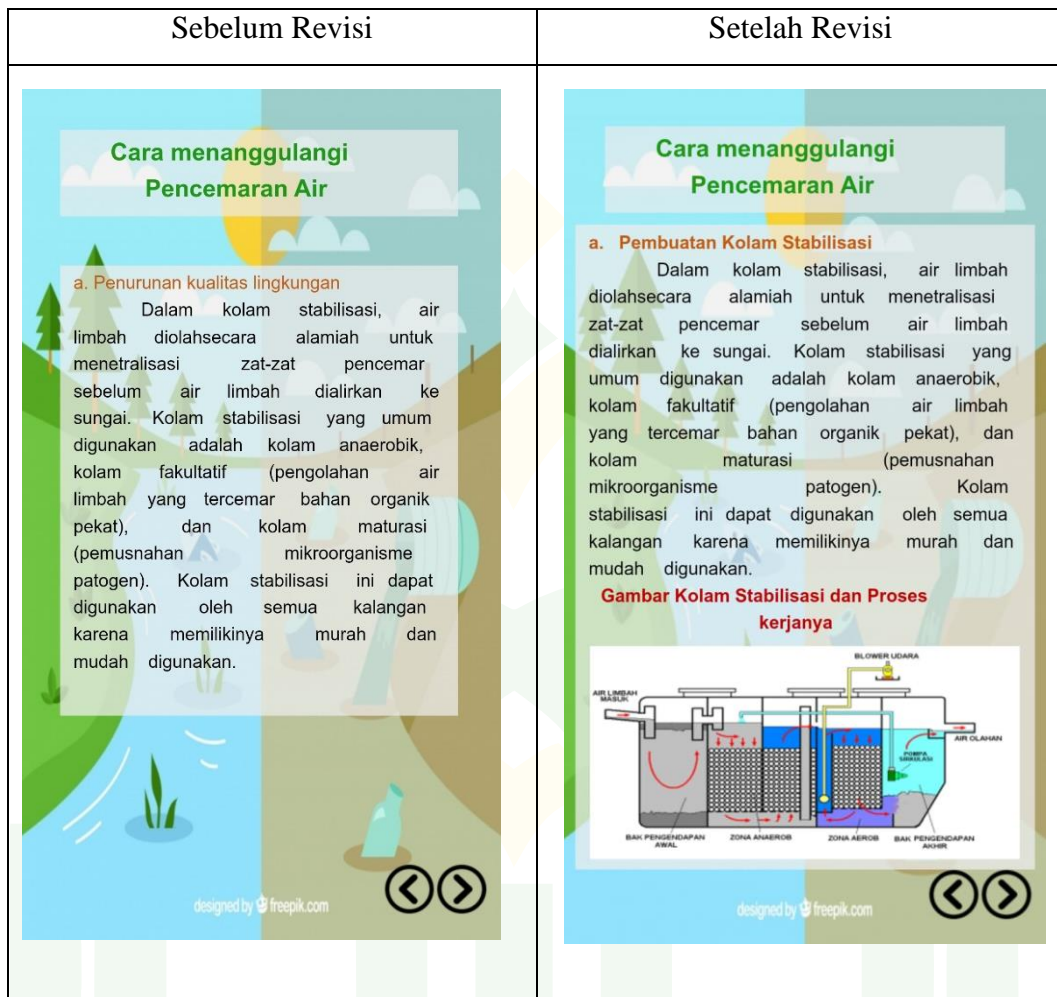 Sebelum Revisi
Setelah Revisi
Cara menanggulangi
Pencemaran Air
a. Penurunan kualitas lingkungan
Dalam kolam stabilisasi, air
limbah diolahsecara alamiah untuk
menetralisasi zat-zat pencemar
sebelum air limbah dialirkan ke
sungai. Kolam stabilisasi yang umum
digunakan adalah kolam anaerobik,
kolam fakultatif (pengolahan air
limbah yang tercemar bahan organik
pekat), dan kolam maturasi
(pemusnahan mikroorganisme
patogen). Kolam stabilisasi ini dapat
digunakan oleh semua kalangan
karena memilikinya murah dan
mudah digunakan.
designed by freepik.com
Cara menanggulangi
Pencemaran Air
a. Pembuatan Kolam Stabilisasi
Dalam kolam stabilisasi, air limbah
diolahsecara alamiah untuk menetralisasi
zat-zat pencemar sebelum air limbah
dialirkan ke sungai. Kolam stabilisasi yang
umum digunakan adalah kolam anaerobik,
kolam fakultatif (pengolahan air limbah
yang tercemar bahan organik pekat), dan
kolam maturasi (pemusnahan
mikroorganisme patogen). Kolam
stabilisasi ini dapat digunakan oleh semua
kalangan karena memilikinya murah dan
mudah digunakan.
Gambar Kolam Stabilisasi dan Proses
kerjanya
BLOWER UDARA
AIR LIMBAH
MASUK
AIR OLAHAN
POMPA
SIRKULASI
BAK PENGENDAPAN
AWAL
ZONA ANAEROB
ZONA AEROB
BAK PENGENDAPAN
AKHIR
designed by freepik.com